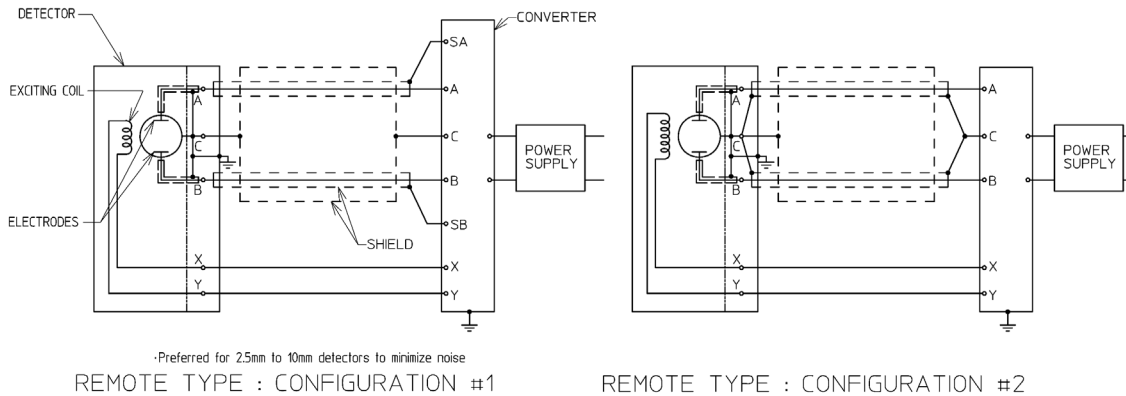 DETECTOR
CONVERTER
SA
EXCITING COIL
A
A
C
C
POWER
SUPPLY
B
B
ELECTRODES
SB
SHIELD
X
X
Y
Y
A
A
C
C
POWER
SUPPLY
B
B
X
X
Y
Y
·Preferred for 2.5mm to 10mm detectors to minimize noise
REMOTE TYPE : CONFIGURATION #1
REMOTE TYPE : CONFIGURATION #2